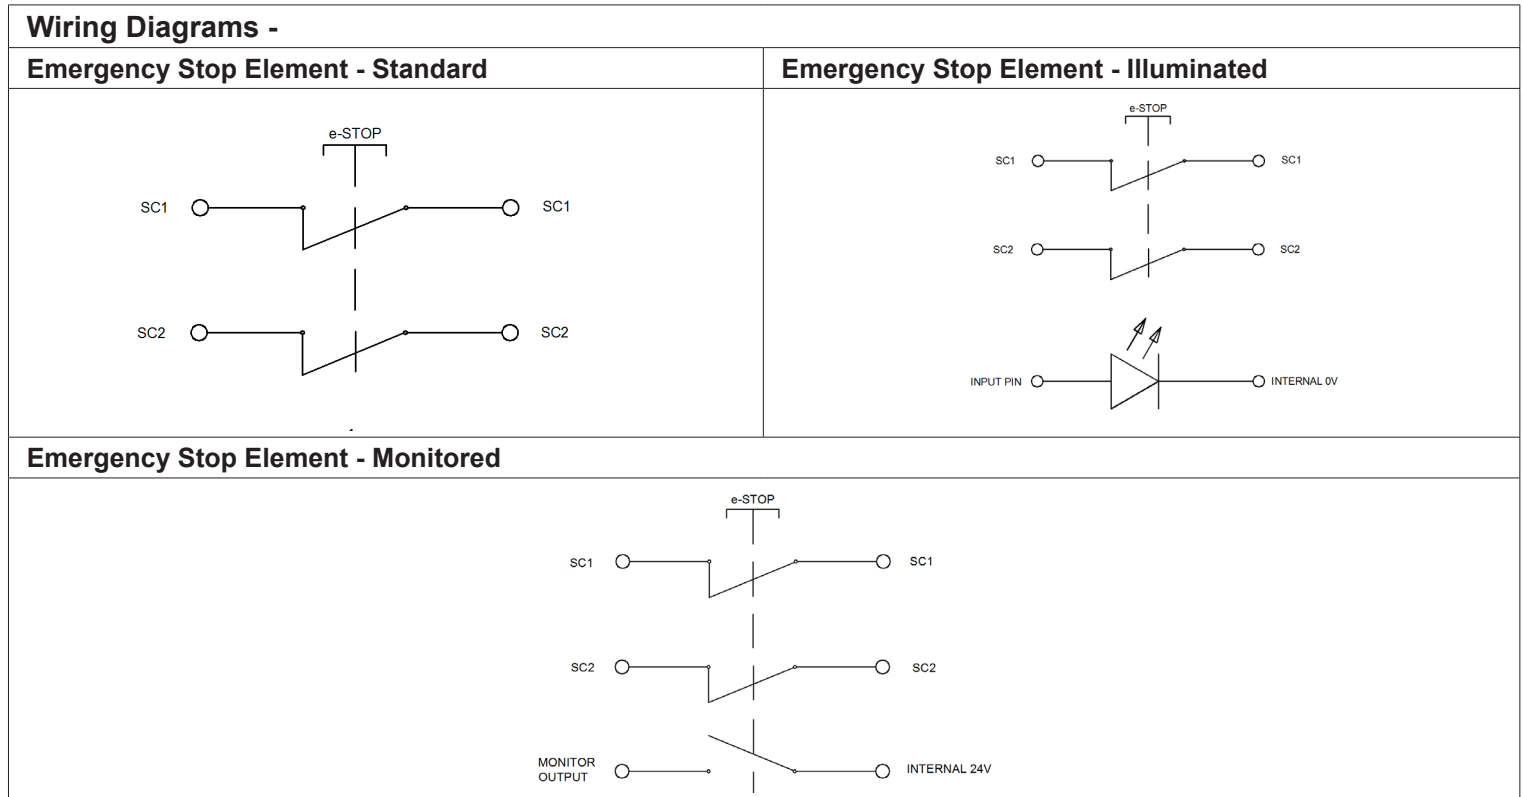 Wiring Diagrams -
Emergency Stop Element - Standard
Emergency Stop Element - Illuminated
e-STOP
SC1
SC1
SC2
SC2
e-STOP
SC1
SC1
SC2
SC2
INPUT PIN
INTERNAL 0V
Emergency Stop Element - Monitored
e-STOP
SC1
SC1
SC2
SC2
MONITOR
OUTPUT
INTERNAL 24V